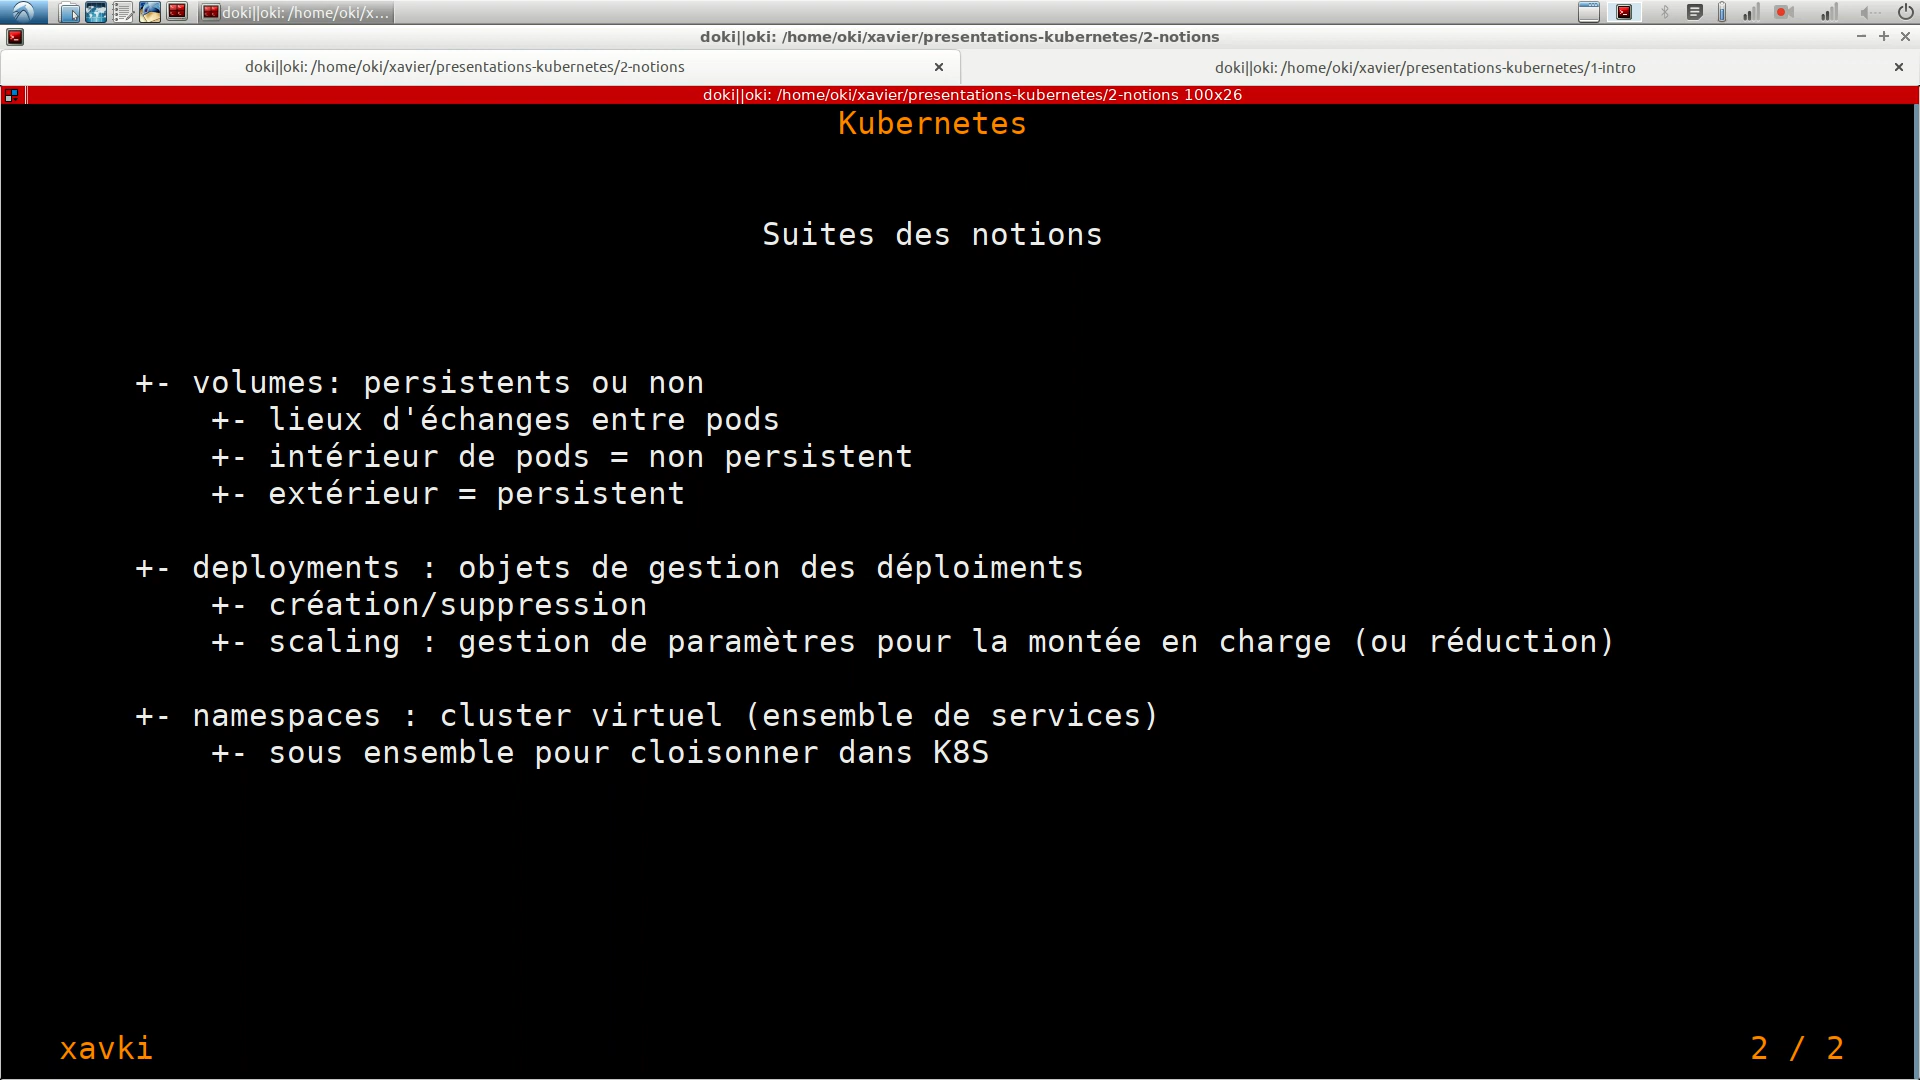 doki||oki: /home/oki/x...
doki||oki: /home/oki/xavier/presentations-kubernetes/2-notions
doki||oki: /home/oki/xavier/presentations-kubernetes/2-notions
doki||oki: /home/oki/xavier/presentations-kubernetes/1-intro
doki||oki: /home/oki/xavier/presentations-kubernetes/2-notions 100x26
Kubernetes
Suites des notions
+- volumes: persistents ou non
+- lieux d'échanges entre pods
+- intérieur de pods = non persistent
+- extérieur = persistent
+- deployments : objets de gestion des déploiments
+- création/suppression
+- scaling : gestion de paramètres pour la montée en charge (ou réduction)
+- namespaces : cluster virtuel (ensemble de services)
+- sous ensemble pour cloisonner dans K8S
xavki
2 / 2